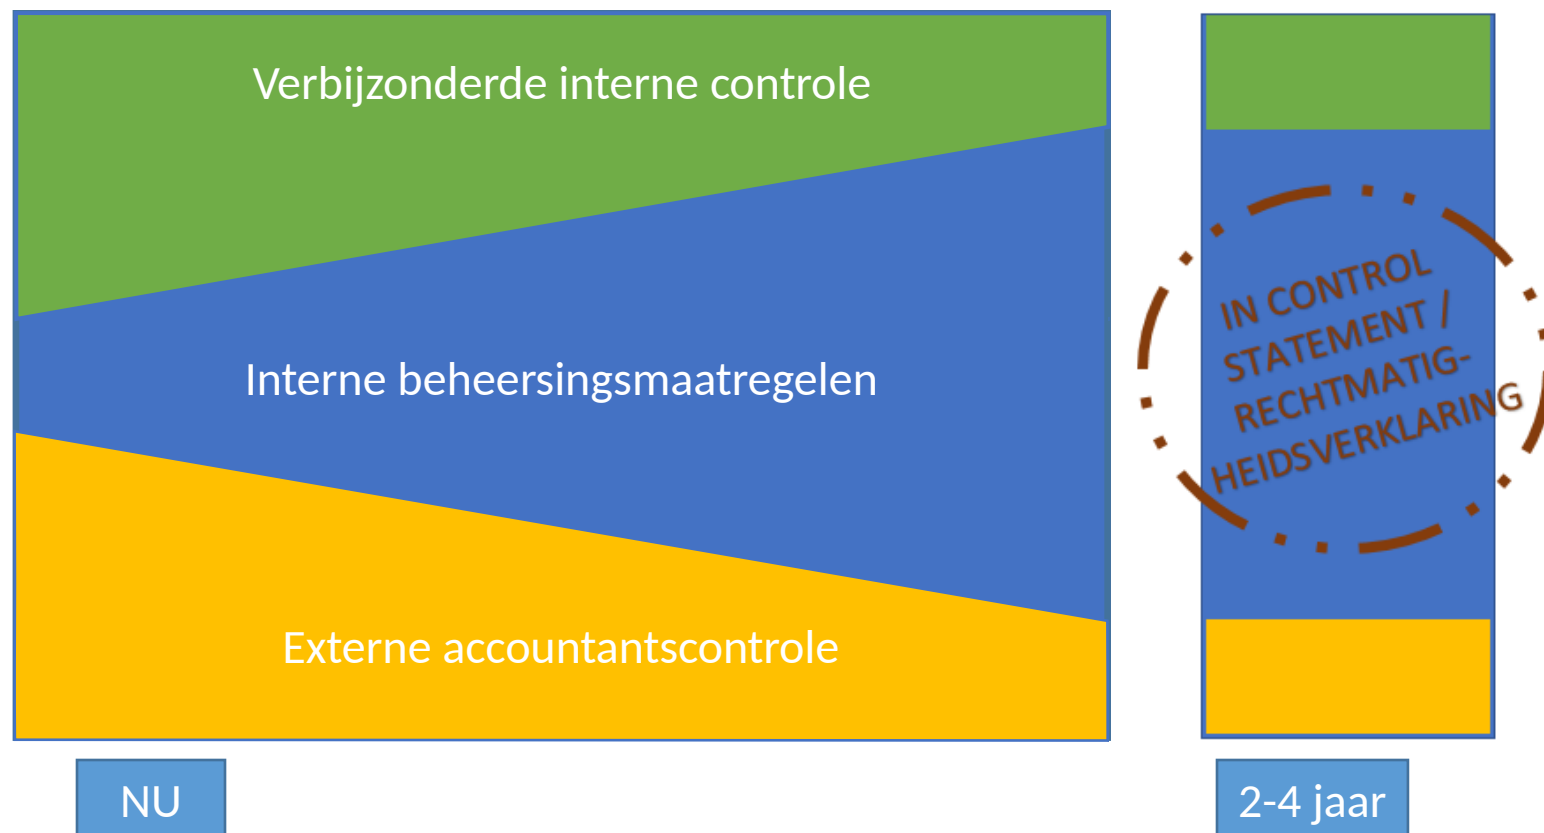 Verbijzonderde interne controle
Interne beheersingsmaatregelen
Externe accountantscontrole
IN CONTROL
STATEMENT /
RECHTMATIG-
HEIDSVERKLARING
NU
2-4 jaar